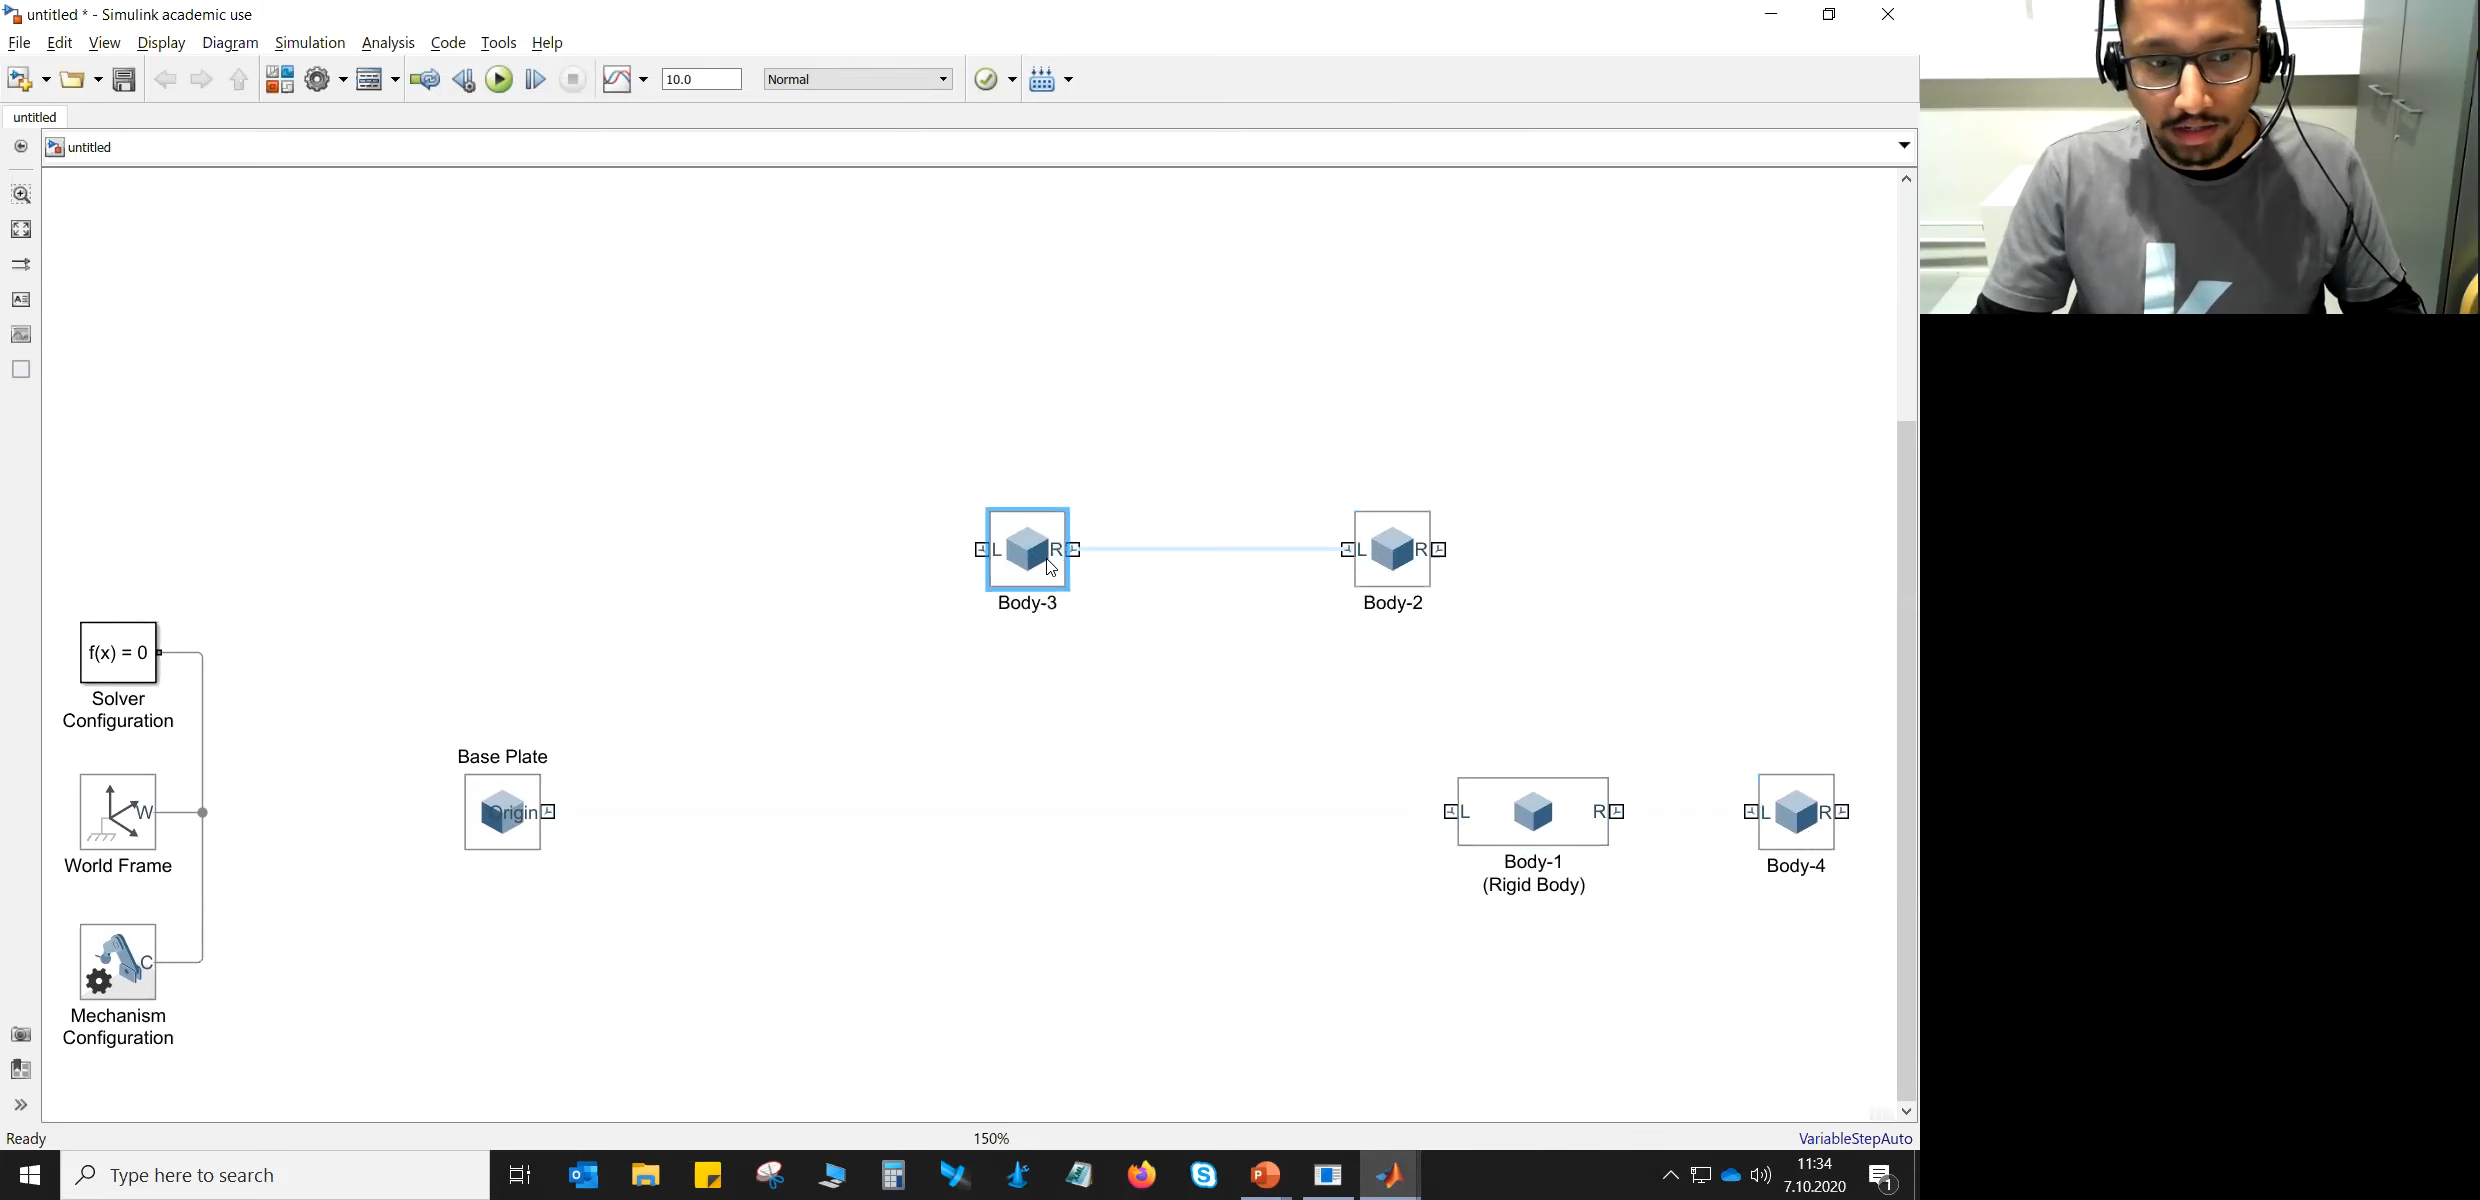 untitled * - Simulink academic use
File Edit View Display Diagram Simulation Analysis Code Tools Help
10.0 Normal
untitled
untitled
L R
Body-3
L R
Body-2
f(x) = 0
Solver
Configuration
Base Plate
W
World Frame
Origin
L R
Body-1
(Rigid Body)
L R
Body-4
C
Mechanism
Configuration
Ready 150% VariableStepAuto
Type here to search
11:34
7.10.2020
1